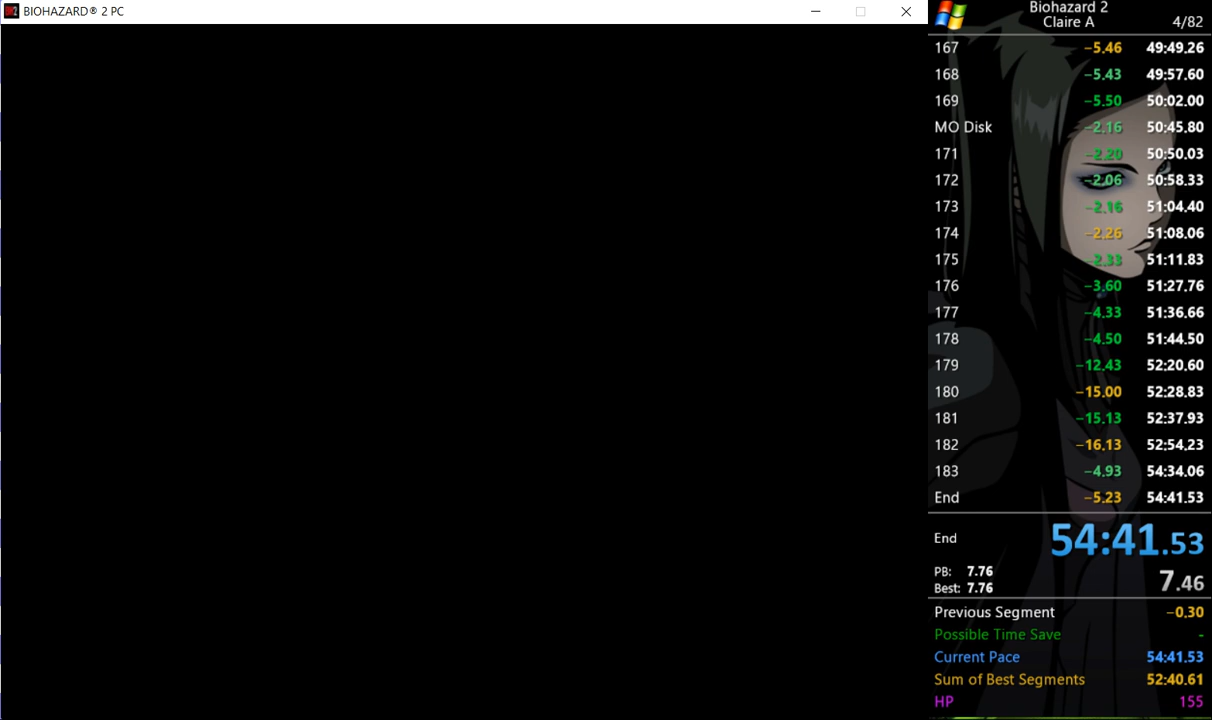 BIOHAZARD® 2 PC
Biohazard 2
Claire A 4/82
167 −5.46 49:49.26
168 −5.43 49:57.60
169 −5.50 50:02.00
MO Disk −2.16 50:45.80
171 −2.20 50:50.03
172 −2.06 50:58.33
173 −2.16 51:04.40
174 −2.26 51:08.06
175 −2.33 51:11.83
176 −3.60 51:27.76
177 −4.33 51:36.66
178 −4.50 51:44.50
179 −12.43 52:20.60
180 −15.00 52:28.83
181 −15.13 52:37.93
182 −16.13 52:54.23
183 −4.93 54:34.06
End −5.23 54:41.53
End 54:41.53
PB: 7.76
Best: 7.76 7.46
Previous Segment −0.30
Possible Time Save -
Current Pace 54:41.53
Sum of Best Segments 52:40.61
HP 155